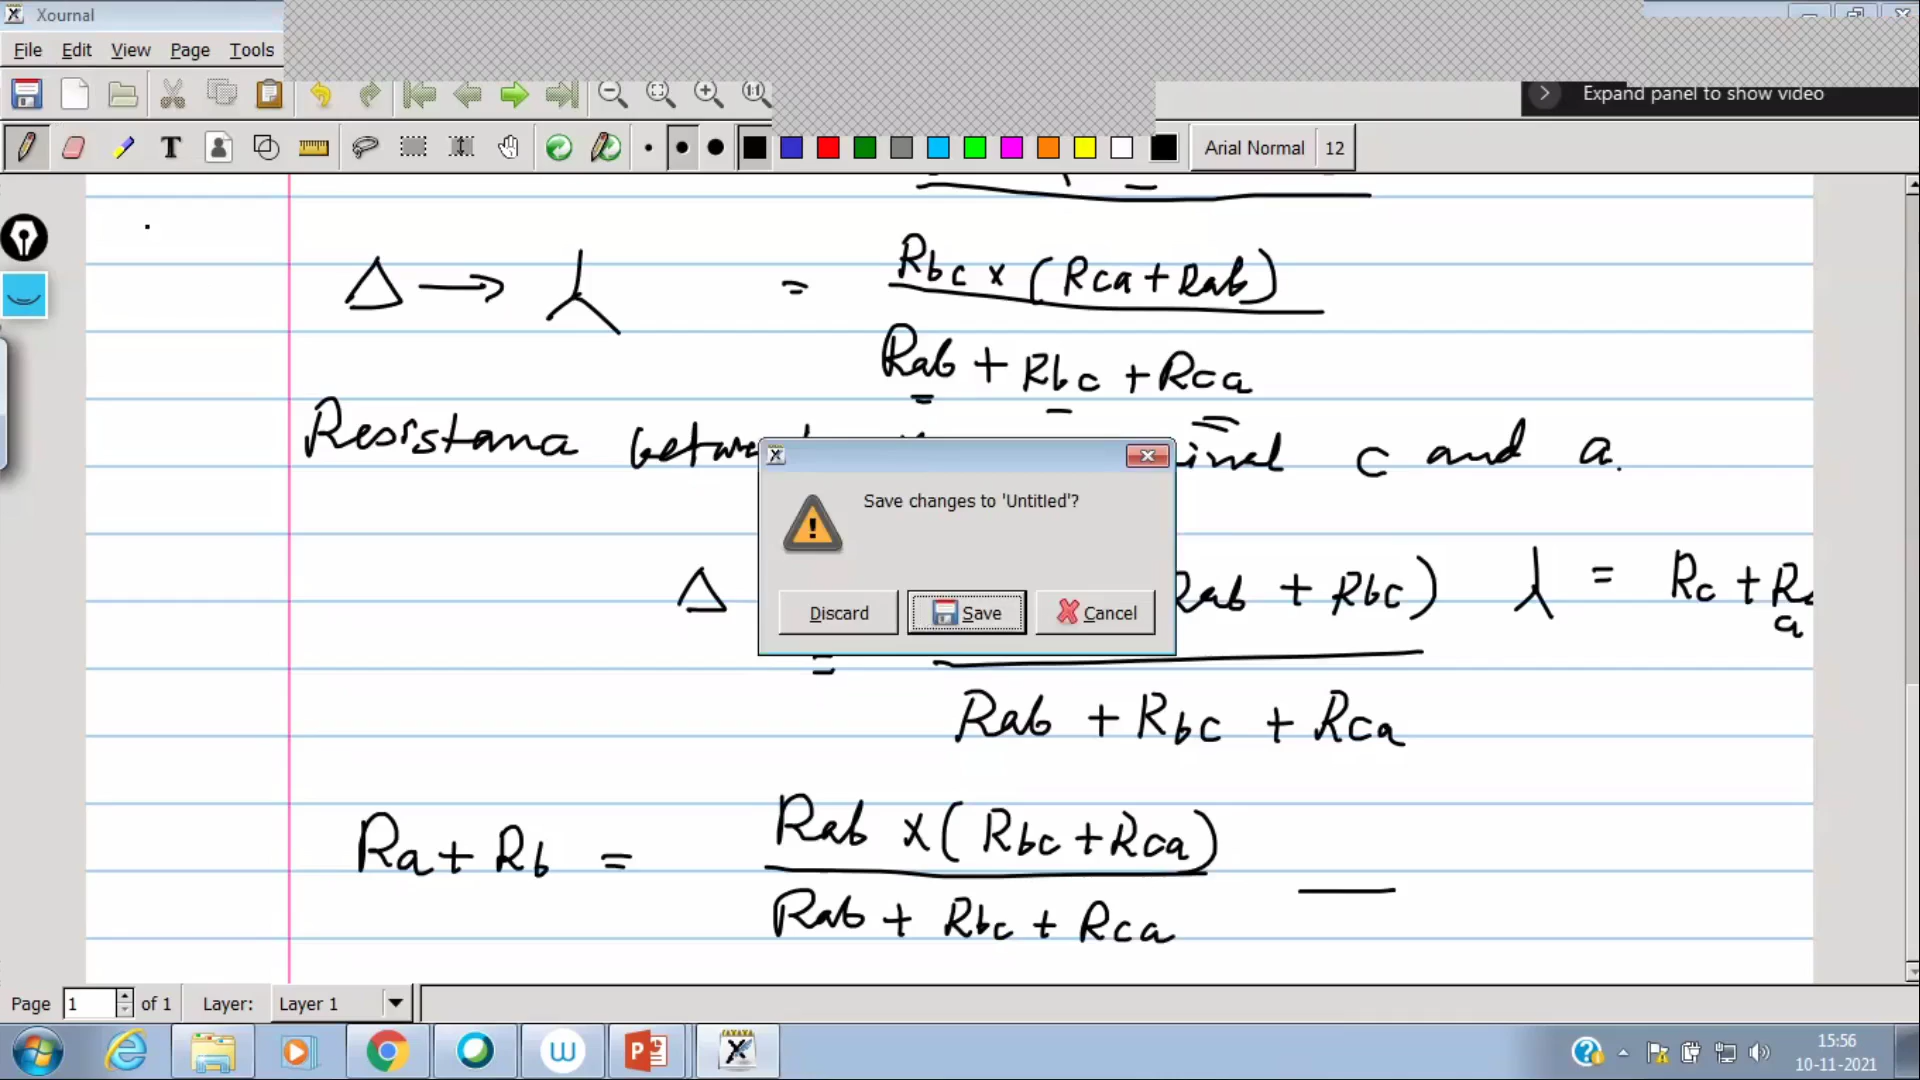 Xournal
File Edit View Page Tools
Expand panel to show video
Arial Normal 12
Δ → ⅄ = Rbc × (Rca + Rab)
Rab + Rbc + Rca
Resistana c and a.
Save changes to 'Untitled'?
Discard Save Cancel
Δ Rab + Rbc) ⅄ = Rc + Ra
=
Rab + Rbc + Rca
Ra + Rb = Rab × (Rbc + Rca)
Rab + Rbc + Rca
Page 1 of 1 Layer: Layer 1
15:56
10-11-2021